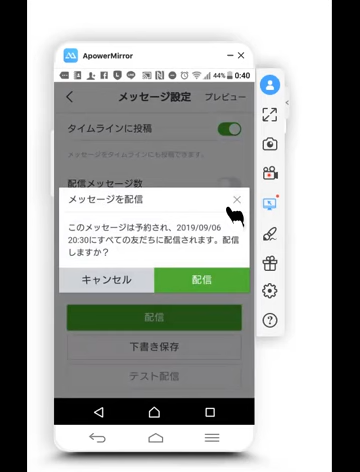 ApowerMirror
44% 0:40
メッセージ設定 プレビュー
タイムラインに投稿
メッセージをタイムラインにも投稿できます。
配信メッセージ数
メッセージを配信
このメッセージは予約され、2019/09/06
20:30にすべての友だちに配信されます。配信
しますか？
キャンセル 配信
配信
下書き保存
テスト配信